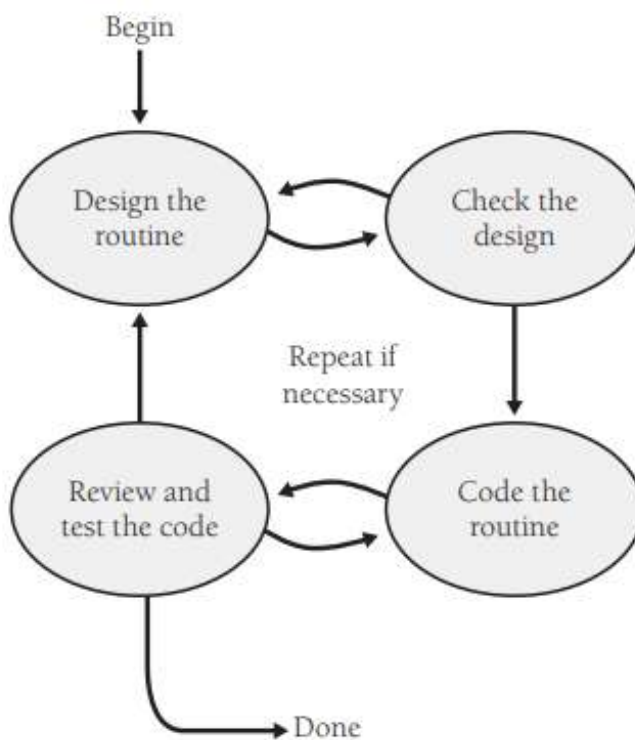 Begin
Design the
routine
Check the
design
Repeat if
necessary
Review and
test the code
Code the
routine
Done